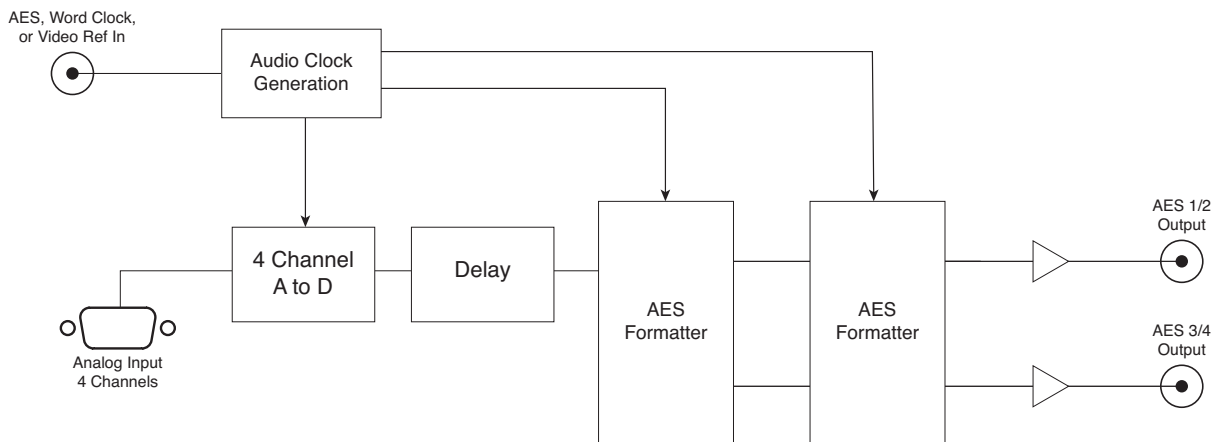 AES, Word Clock,
or Video Ref In
Audio Clock
Generation
4 Channel
A to D
Delay
AES
Formatter
AES
Formatter
AES 1/2
Output
AES 3/4
Output
Analog Input
4 Channels